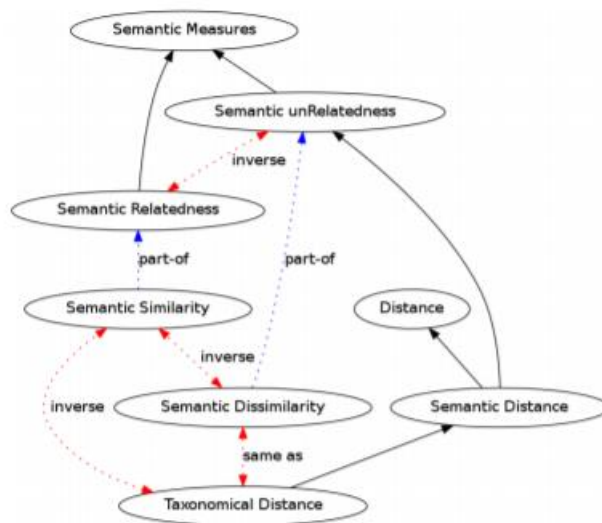 Semantic Measures
Semantic unRelatedness
inverse
Semantic Relatedness
part-of
part-of
Semantic Similarity
Distance
inverse
inverse
Semantic Dissimilarity
Semantic Distance
same as
Taxonomical Distance